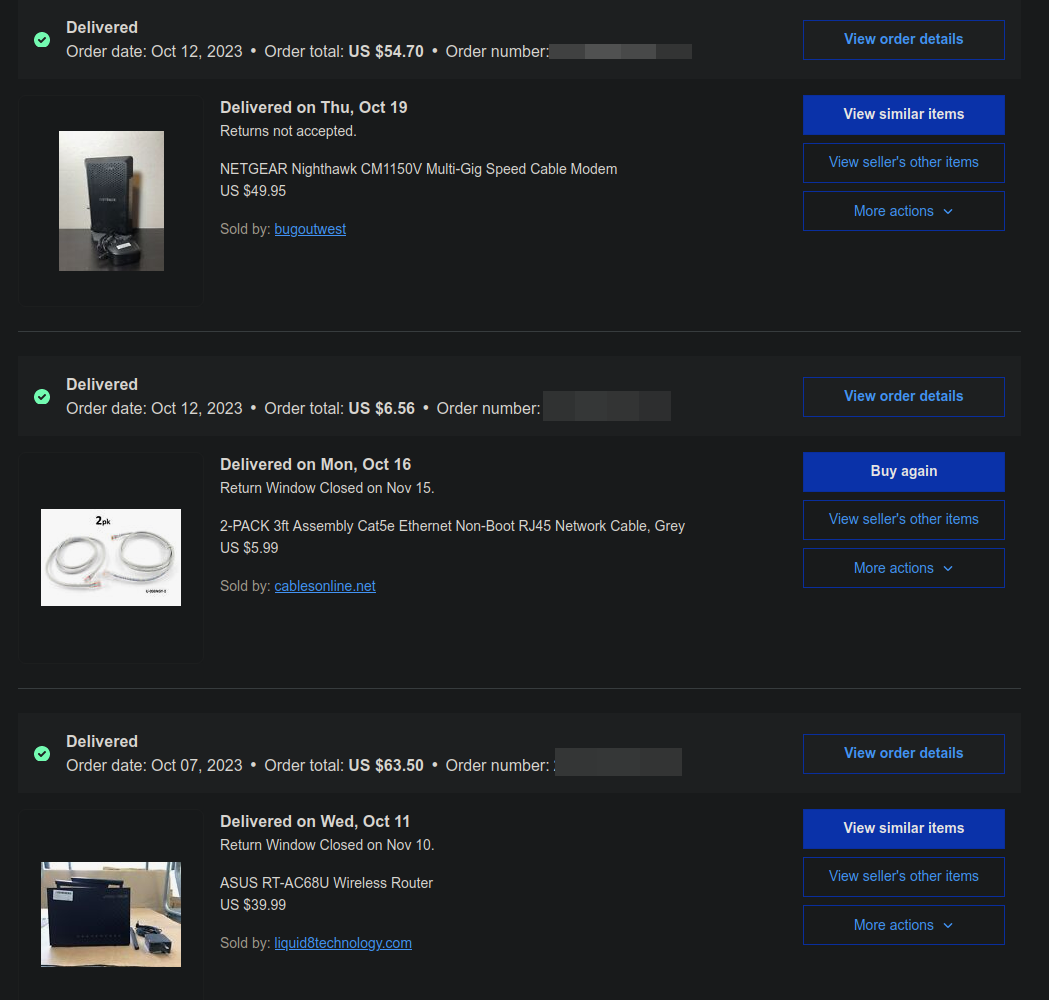 Delivered
Order date: Oct 12, 2023 • Order total: US $54.70 • Order number:
View order details
Delivered on Thu, Oct 19
Returns not accepted.
NETGEAR Nighthawk CM1150V Multi-Gig Speed Cable Modem
US $49.95
Sold by: bugoutwest
View similar items
View seller's other items
More actions
Delivered
Order date: Oct 12, 2023 • Order total: US $6.56 • Order number:
View order details
2pk
Delivered on Mon, Oct 16
Return Window Closed on Nov 15.
2-PACK 3ft Assembly Cat5e Ethernet Non-Boot RJ45 Network Cable, Grey
US $5.99
Sold by: cablesonline.net
Buy again
View seller's other items
More actions
Delivered
Order date: Oct 07, 2023 • Order total: US $63.50 • Order number:
View order details
Delivered on Wed, Oct 11
Return Window Closed on Nov 10.
ASUS RT-AC68U Wireless Router
US $39.99
Sold by: liquid8technology.com
View similar items
View seller's other items
More actions